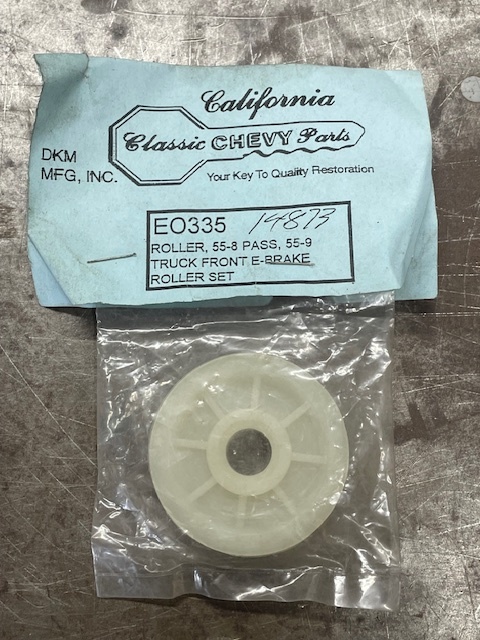 California
Classic CHEVY Parts
DKM
MFG, INC.
Your Key To Quality Restoration
EO335 14873
ROLLER, 55-8 PASS, 55-9
TRUCK FRONT E-BRAKE
ROLLER SET